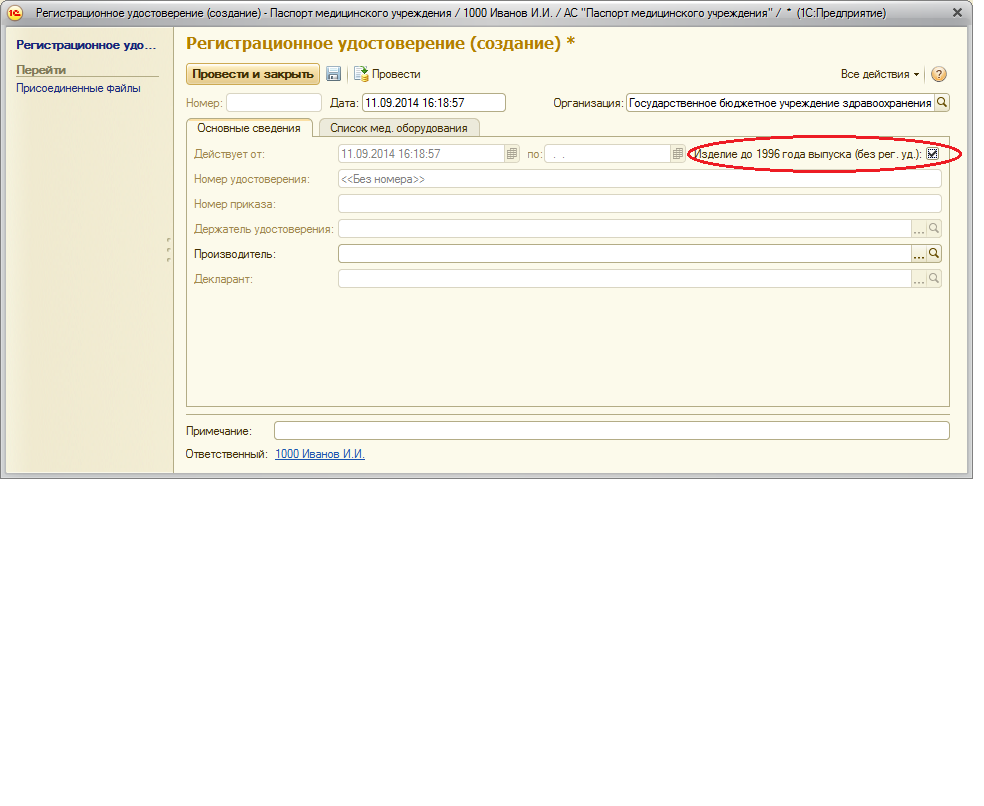 1С Регистрационное удостоверение (создание) - Паспорт медицинского учреждения / 1000 Иванов И.И. / АС "Паспорт медицинского учреждения" / * (1С:Предприятие)
Регистрационное удо...
Перейти
Присоединенные файлы
Регистрационное удостоверение (создание) *
Провести и закрыть Провести Все действия ?
Номер: Дата: 11.09.2014 16:18:57 Организация: Государственное бюджетное учреждение здравоохранения
Основные сведения Список мед. оборудования
Действует от: 11.09.2014 16:18:57 по: . . Изделие до 1996 года выпуска (без рег. уд.):
Номер удостоверения: <<Без номера>>
Номер приказа:
Держатель удостоверения: ...
Производитель: ...
Декларант: ...
Примечание:
Ответственный: 1000 Иванов И.И.